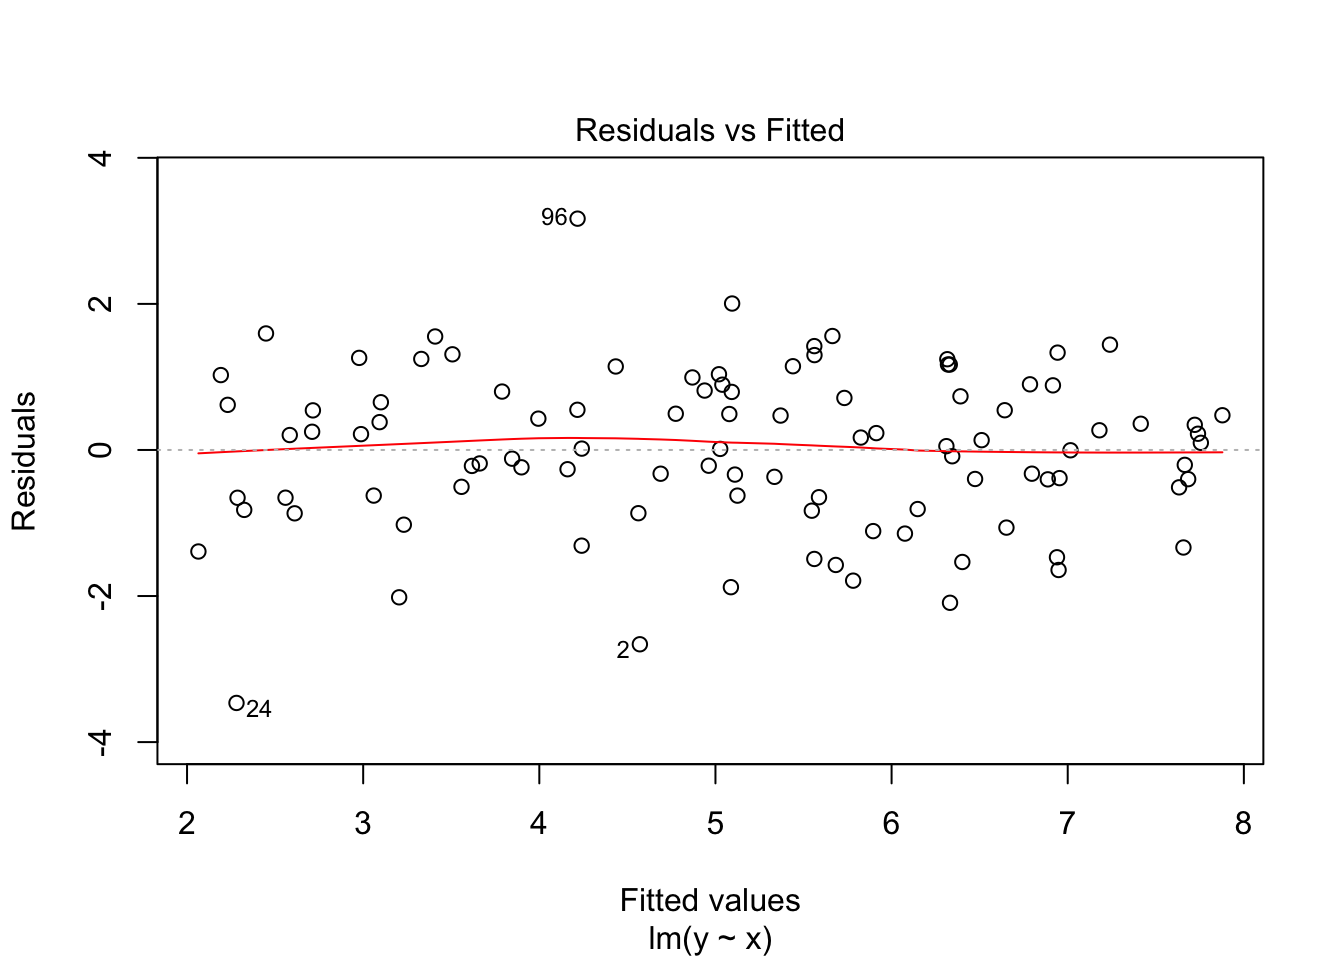 Residuals vs Fitted
Residuals
4
2
0
-2
-4
96
2
24
2 3 4 5 6 7 8
Fitted values
lm(y ~ x)